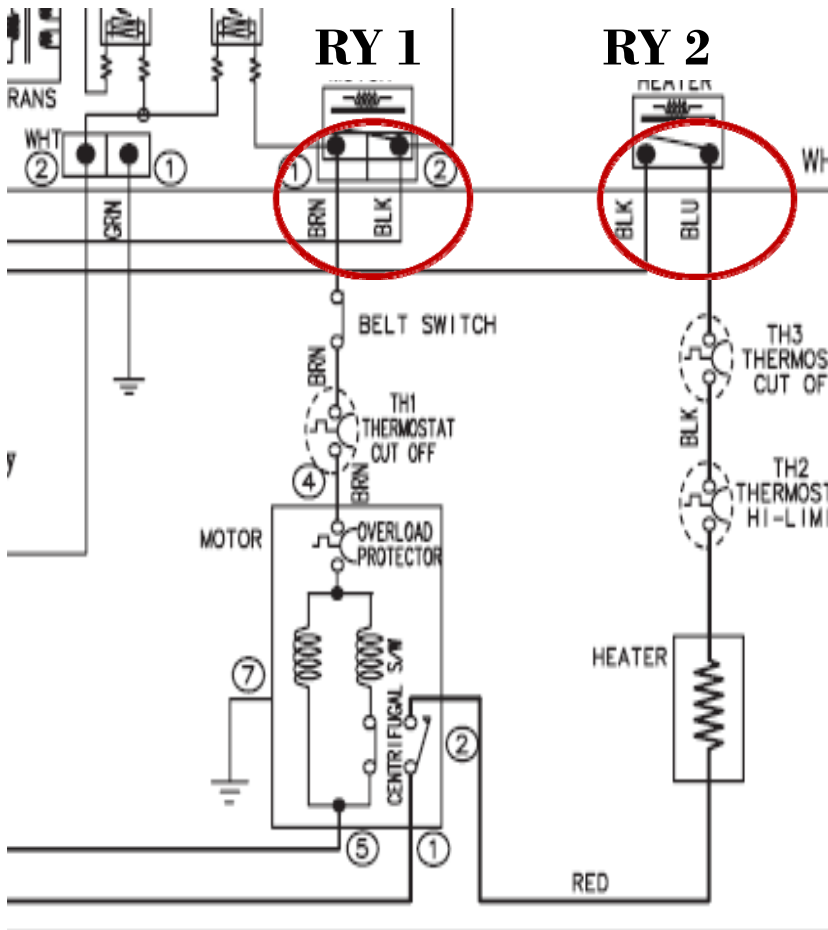 RY 1
RY 2
RANS
HEATER
WHT
2
1
1
2
WH
GRN
BRN
BLK
BLK
BLU
BELT SWITCH
BRN
TH3
THERMOS
CUT OF
TH1
THERMOSTAT
CUT OFF
BLK
4
BRN
TH2
THERMOST
HI-LIMI
y
MOTOR
OVERLOAD
PROTECTOR
7
CENTRIFUGAL S/W
HEATER
2
5
1
RED